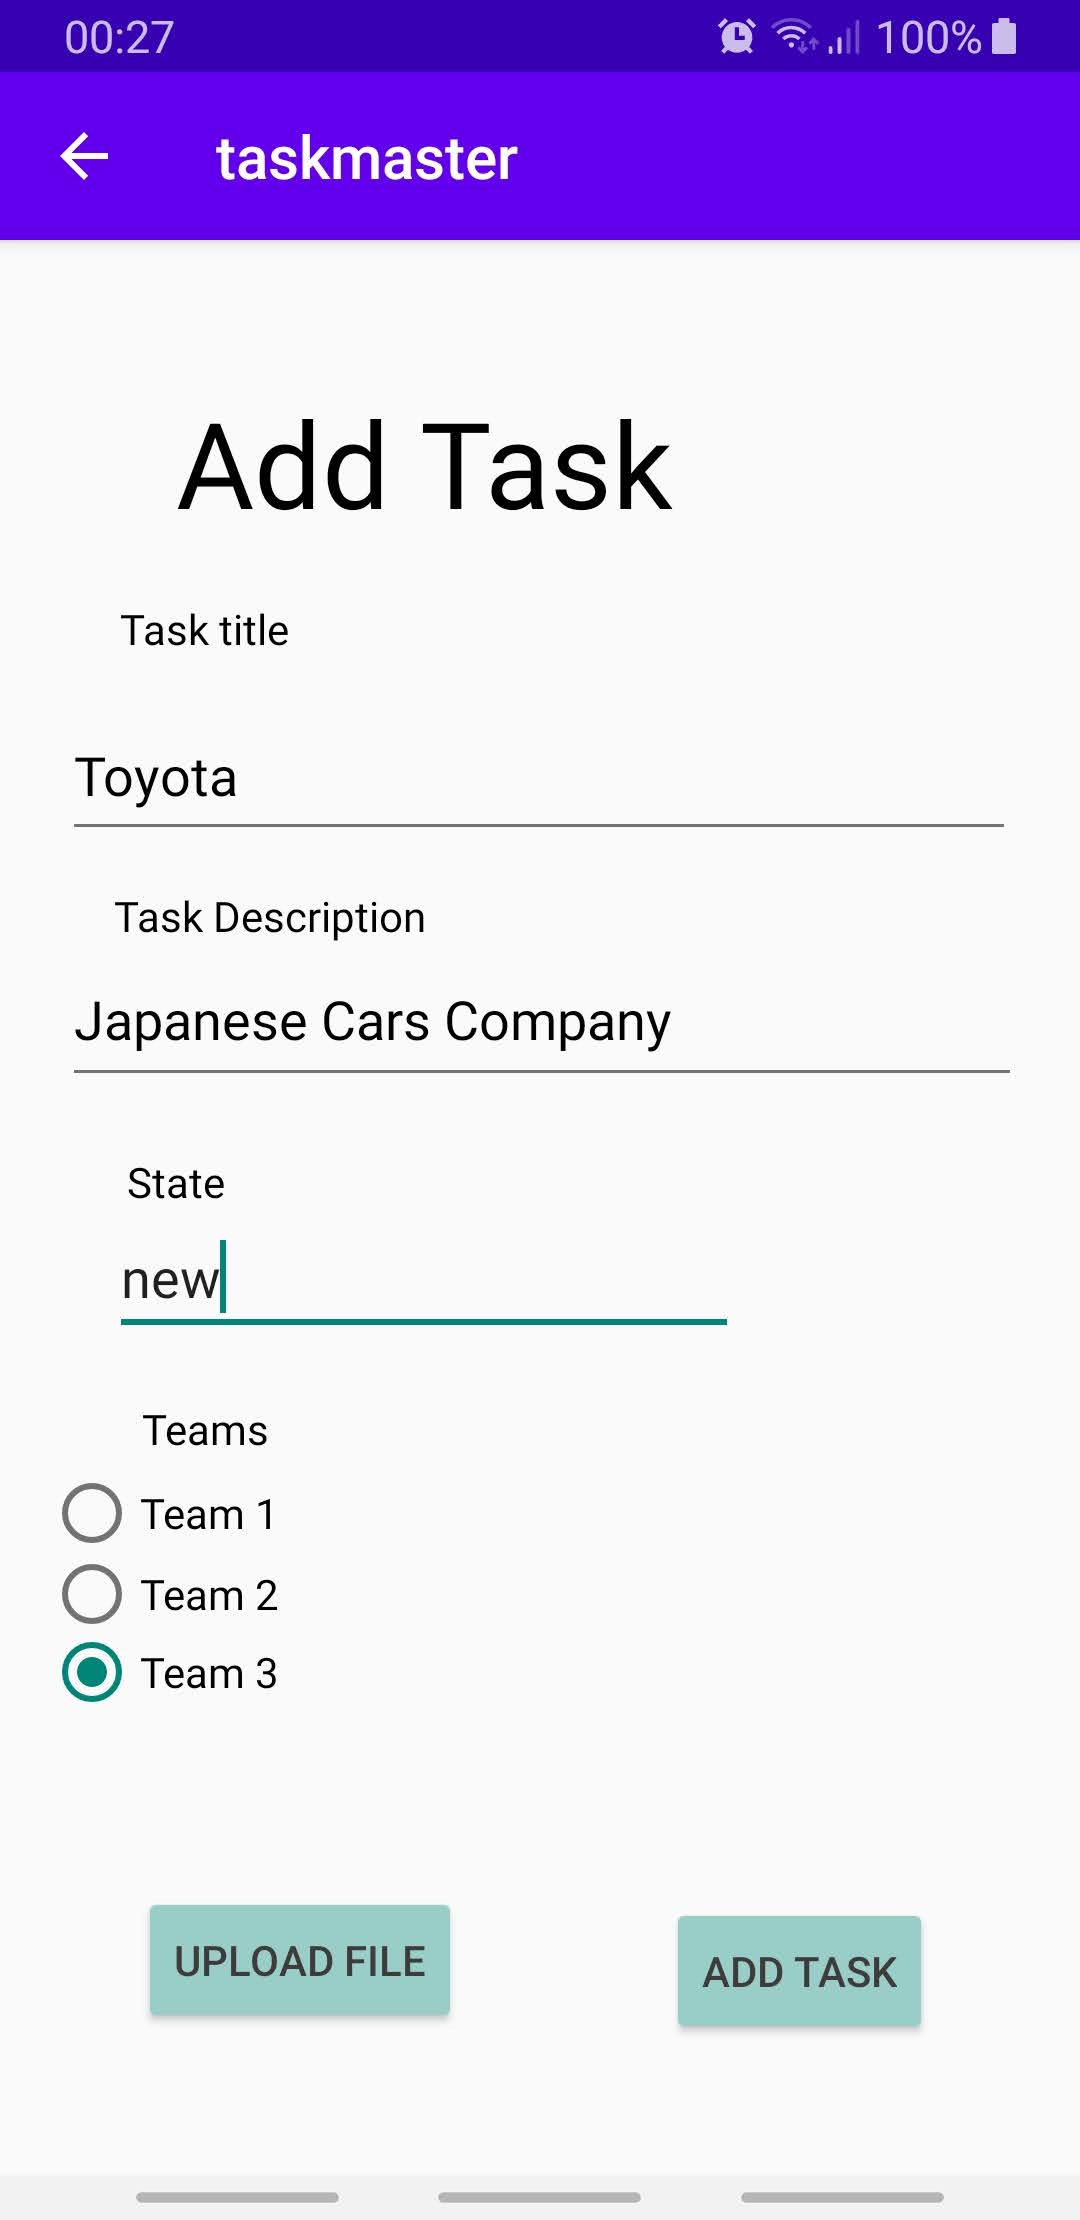 00:27 100%
taskmaster
Add Task
Task title
Toyota
Task Description
Japanese Cars Company
State
new
Teams
Team 1
Team 2
Team 3
UPLOAD FILE
ADD TASK